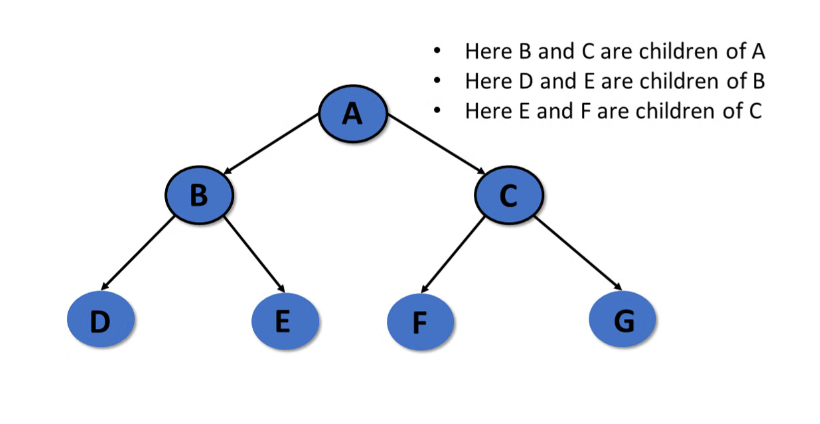 • Here B and C are children of A
• Here D and E are children of B
• Here E and F are children of C
A
B
C
D
E
F
G